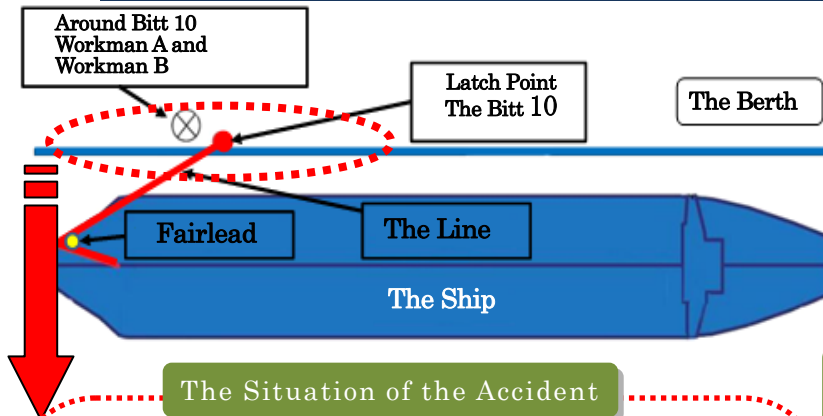 Around Bitt 10
Workman A and
Workman B
Latch Point
The Bitt 10
The Berth
Fairlead
The Line
The Ship
The Situation of the Accident